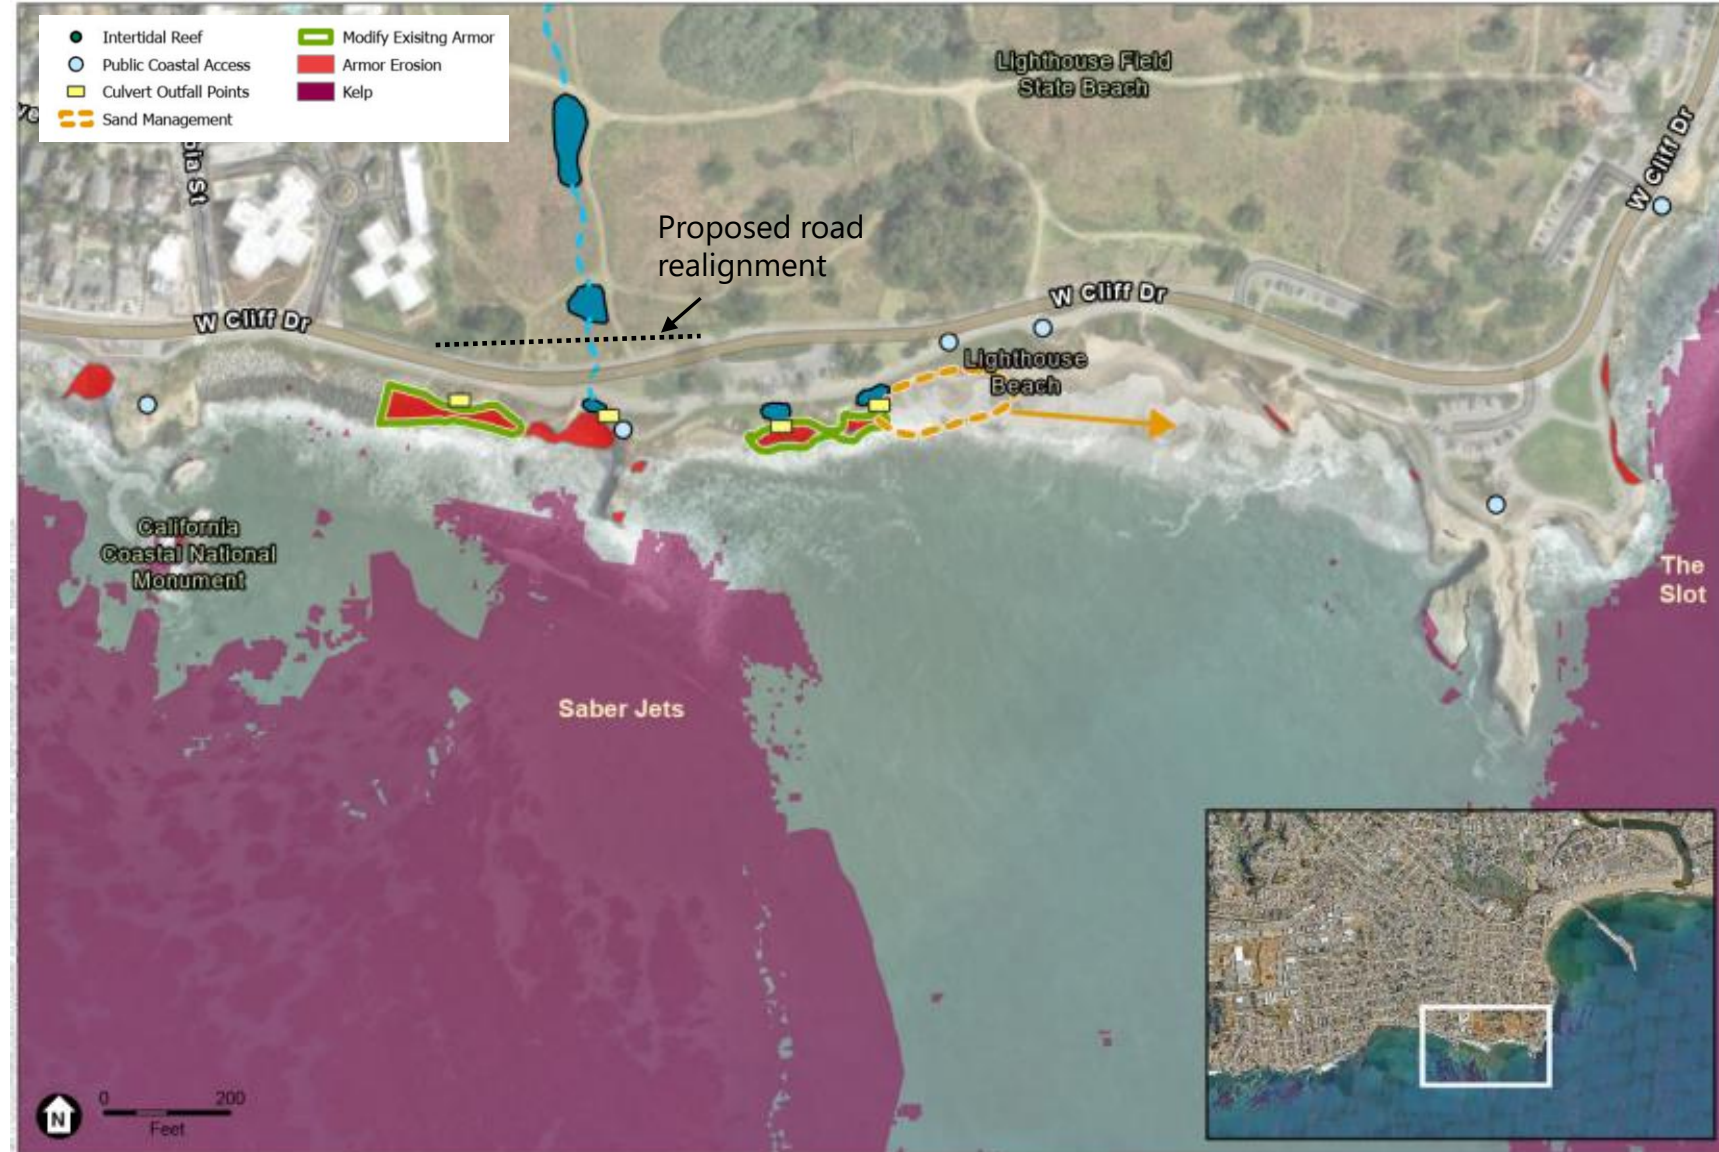 Intertidal Reef
Public Coastal Access
Culvert Outfall Points
Sand Management
Modify Exisitng Armor
Armor Erosion
Kelp
Lighthouse Field
State Beach
W Cliff Dr
Proposed road
realignment
W Cliff Dr
W Cliff Dr
Lighthouse
Beach
California
Coastal National
Monument
The
Slot
Saber Jets
N
0 200
Feet